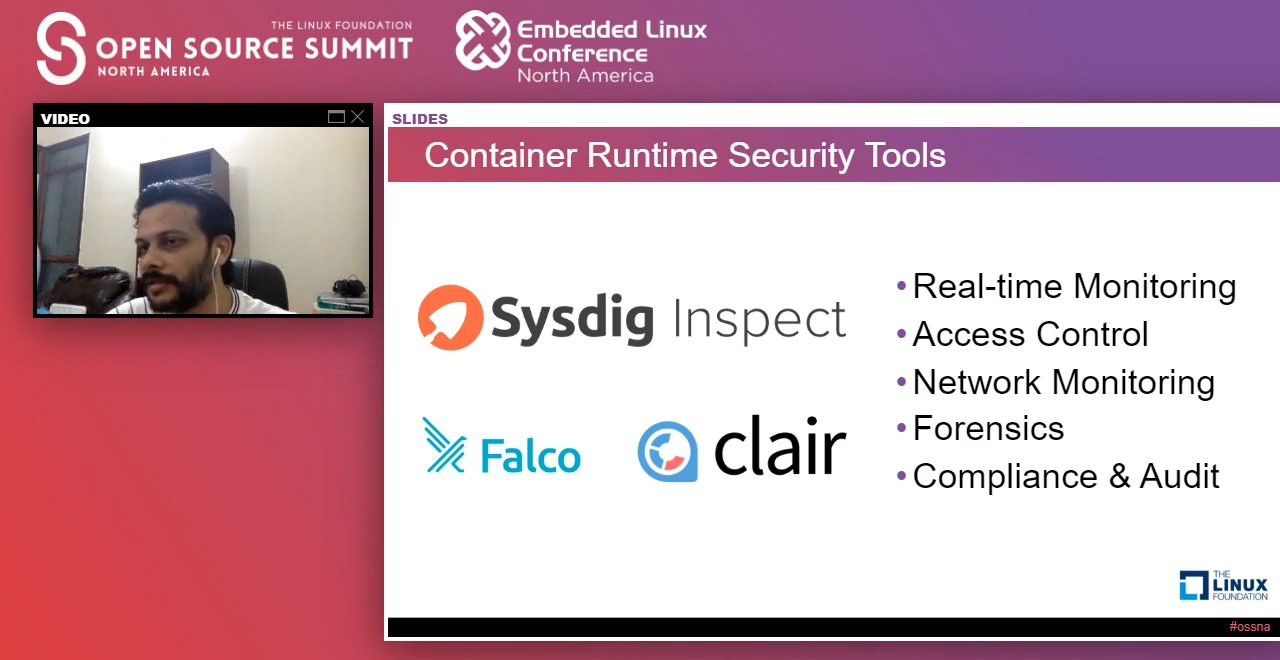 THE LINUX FOUNDATION
OPEN SOURCE SUMMIT
NORTH AMERICA
Embedded Linux
Conference
North America
VIDEO
SLIDES
Container Runtime Security Tools
Sysdig Inspect
Falco
clair
•Real-time Monitoring
•Access Control
•Network Monitoring
•Forensics
•Compliance & Audit
THE
LINUX
FOUNDATION
#ossna